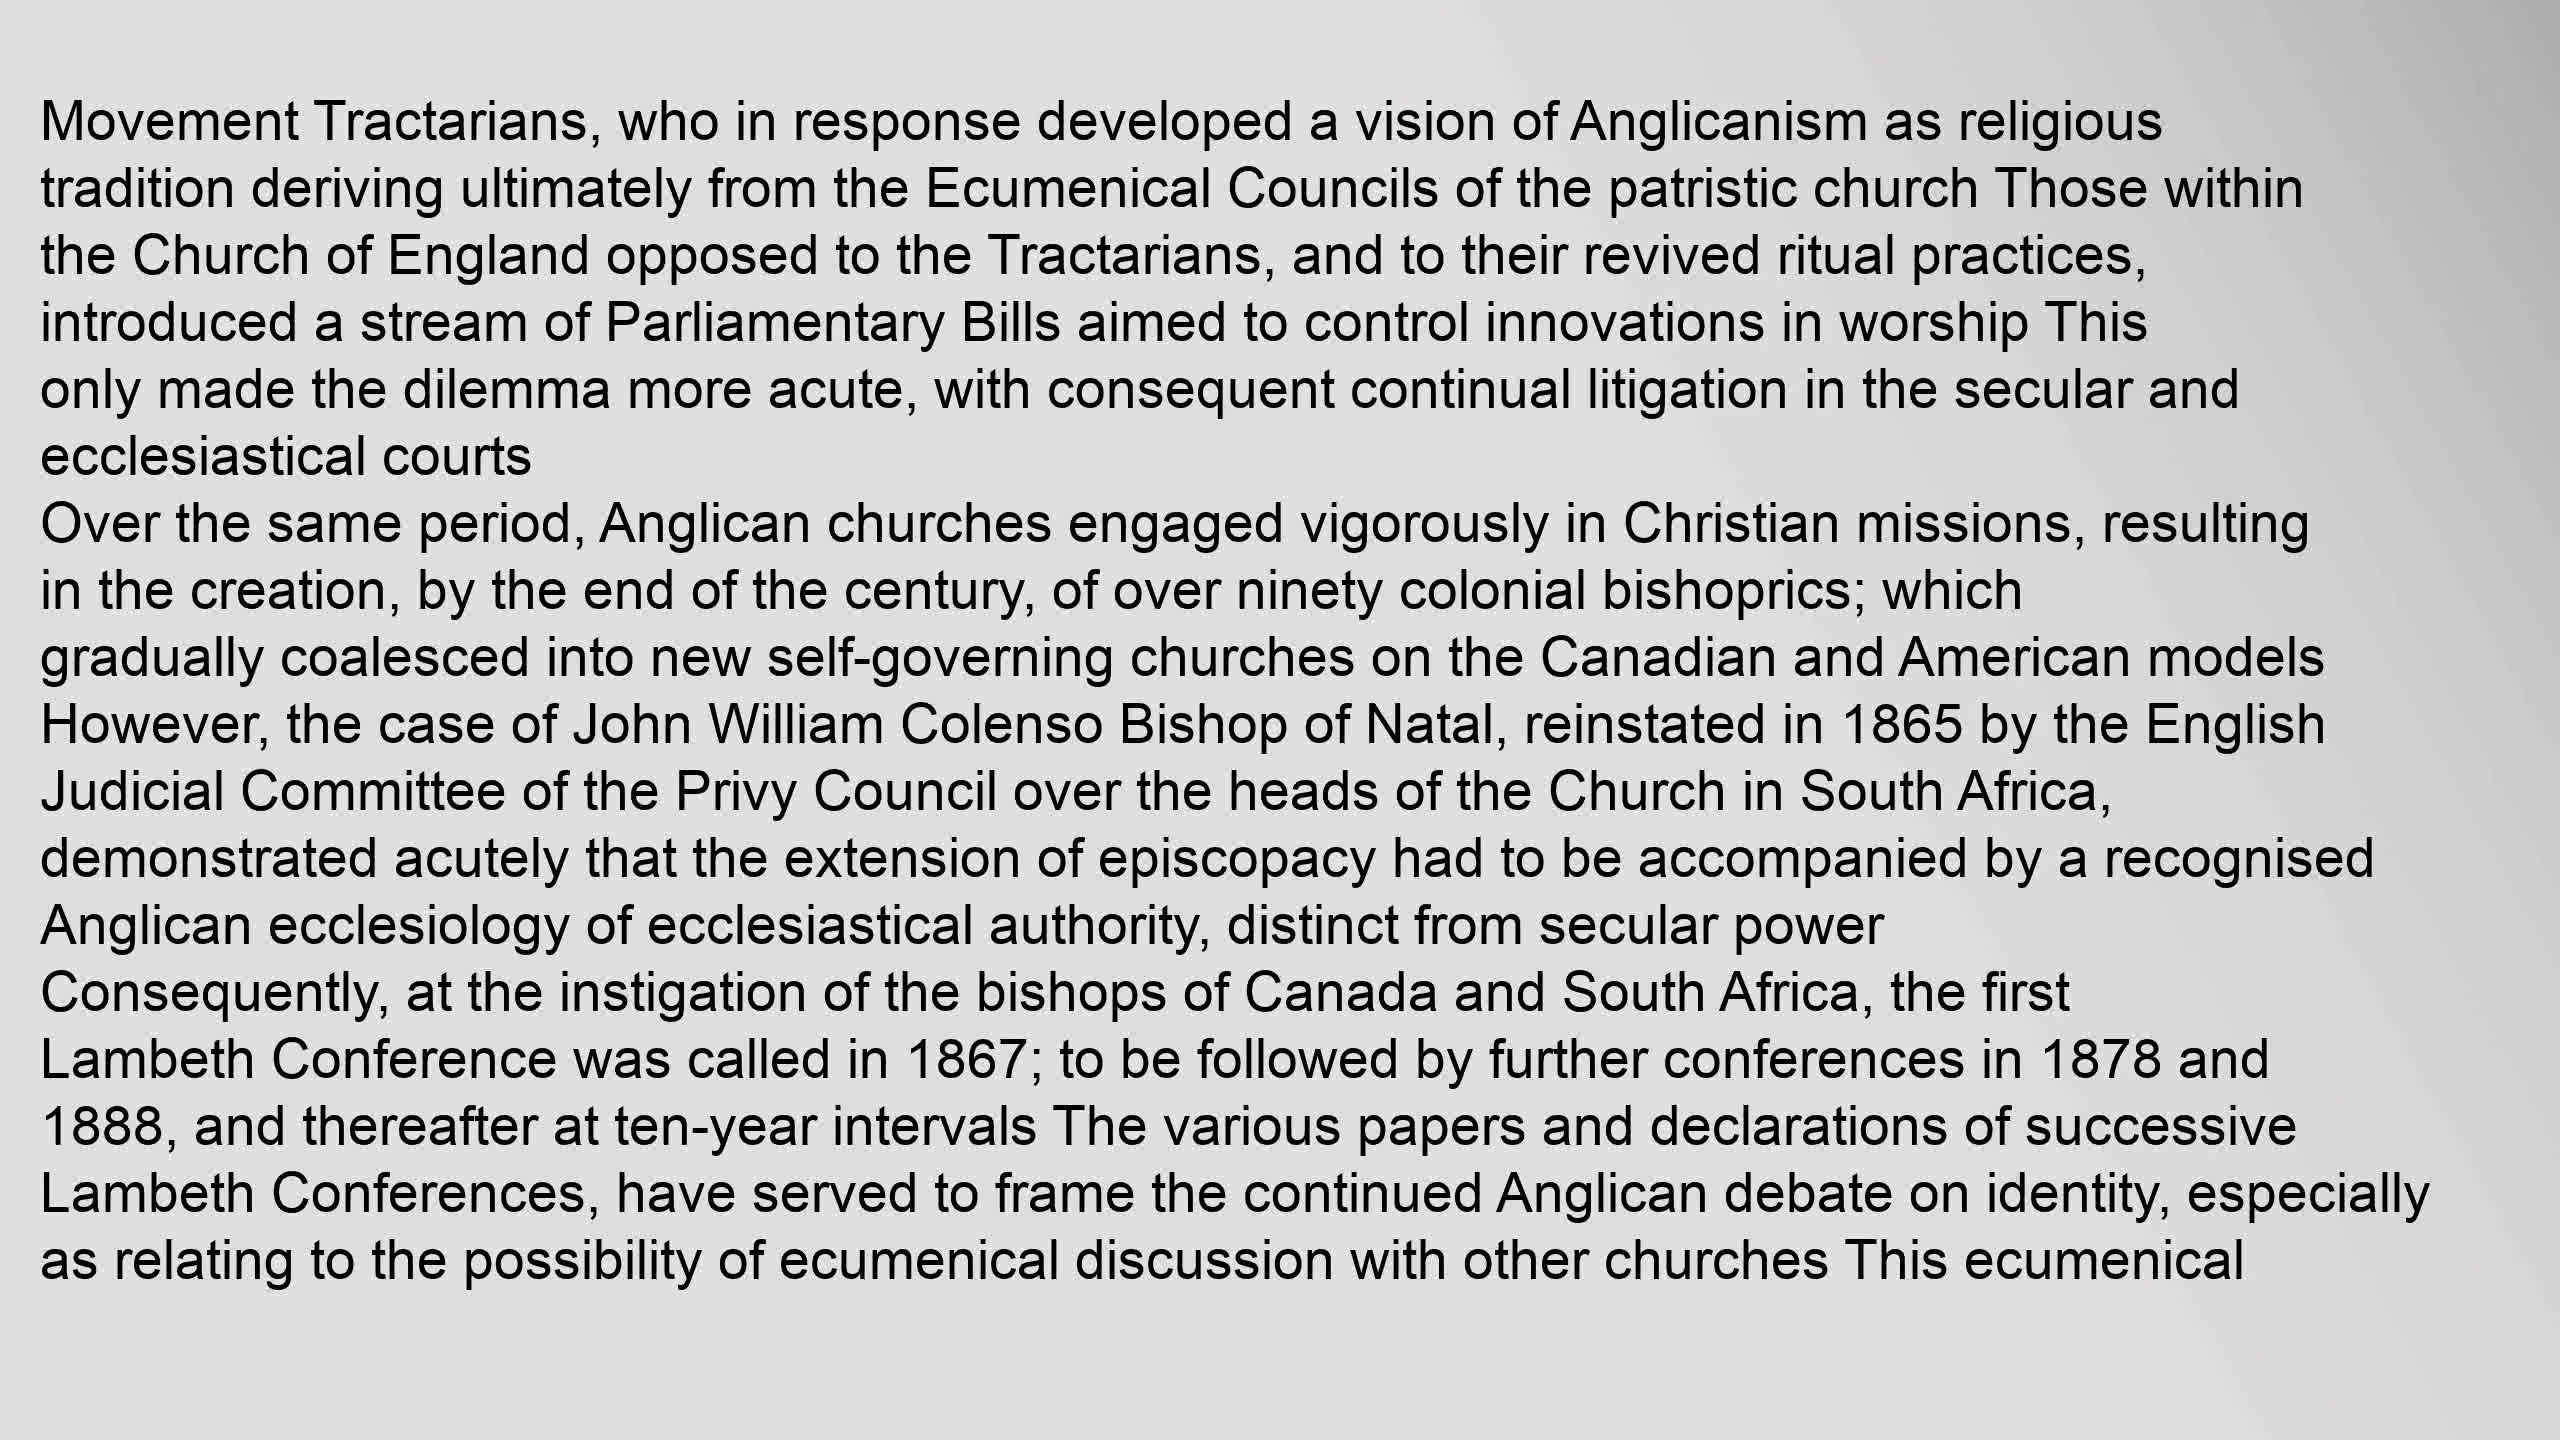 Movement Tractarians, who in response developed a vision of Anglicanism as religious
tradition deriving ultimately from the Ecumenical Councils of the patristic church Those within
the Church of England opposed to the Tractarians, and to their revived ritual practices,
introduced a stream of Parliamentary Bills aimed to control innovations in worship This
only made the dilemma more acute, with consequent continual litigation in the secular and
ecclesiastical courts
Over the same period, Anglican churches engaged vigorously in Christian missions, resulting
in the creation, by the end of the century, of over ninety colonial bishoprics; which
gradually coalesced into new self-governing churches on the Canadian and American models
However, the case of John William Colenso Bishop of Natal, reinstated in 1865 by the English
Judicial Committee of the Privy Council over the heads of the Church in South Africa,
demonstrated acutely that the extension of episcopacy had to be accompanied by a recognised
Anglican ecclesiology of ecclesiastical authority, distinct from secular power
Consequently, at the instigation of the bishops of Canada and South Africa, the first
Lambeth Conference was called in 1867; to be followed by further conferences in 1878 and
1888, and thereafter at ten-year intervals The various papers and declarations of successive
Lambeth Conferences, have served to frame the continued Anglican debate on identity, especially
as relating to the possibility of ecumenical discussion with other churches This ecumenical